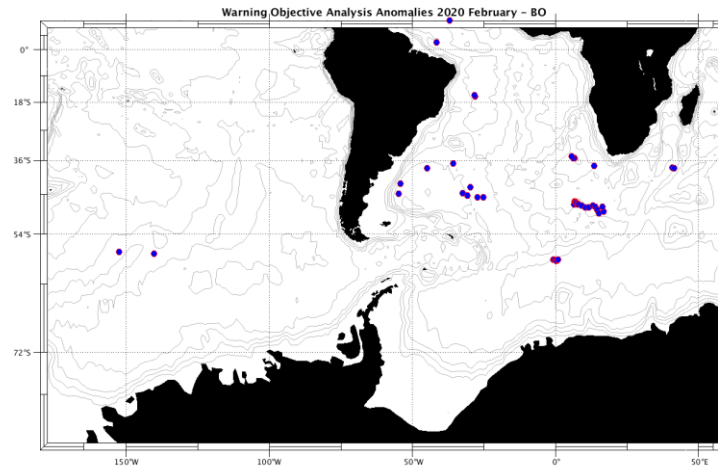 Warning Objective Analysis Anomalies 2020 February – BO
0°
18°S
36°S
54°S
72°S
150°W
100°W
50°W
0°
50°E